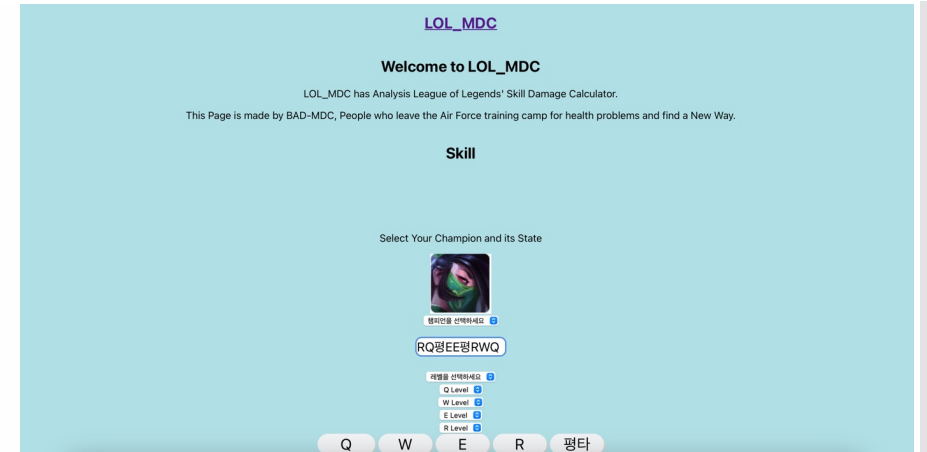 LOL_MDC
Welcome to LOL_MDC
LOL_MDC has Analysis League of Legends' Skill Damage Calculator.
This Page is made by BAD-MDC, People who leave the Air Force training camp for health problems and find a New Way.
Skill
Select Your Champion and its State
챔피언을 선택하세요
RQ평EE평RWQ
레벨을 선택하세요
Q Level
W Level
E Level
R Level
Q W E R 평타